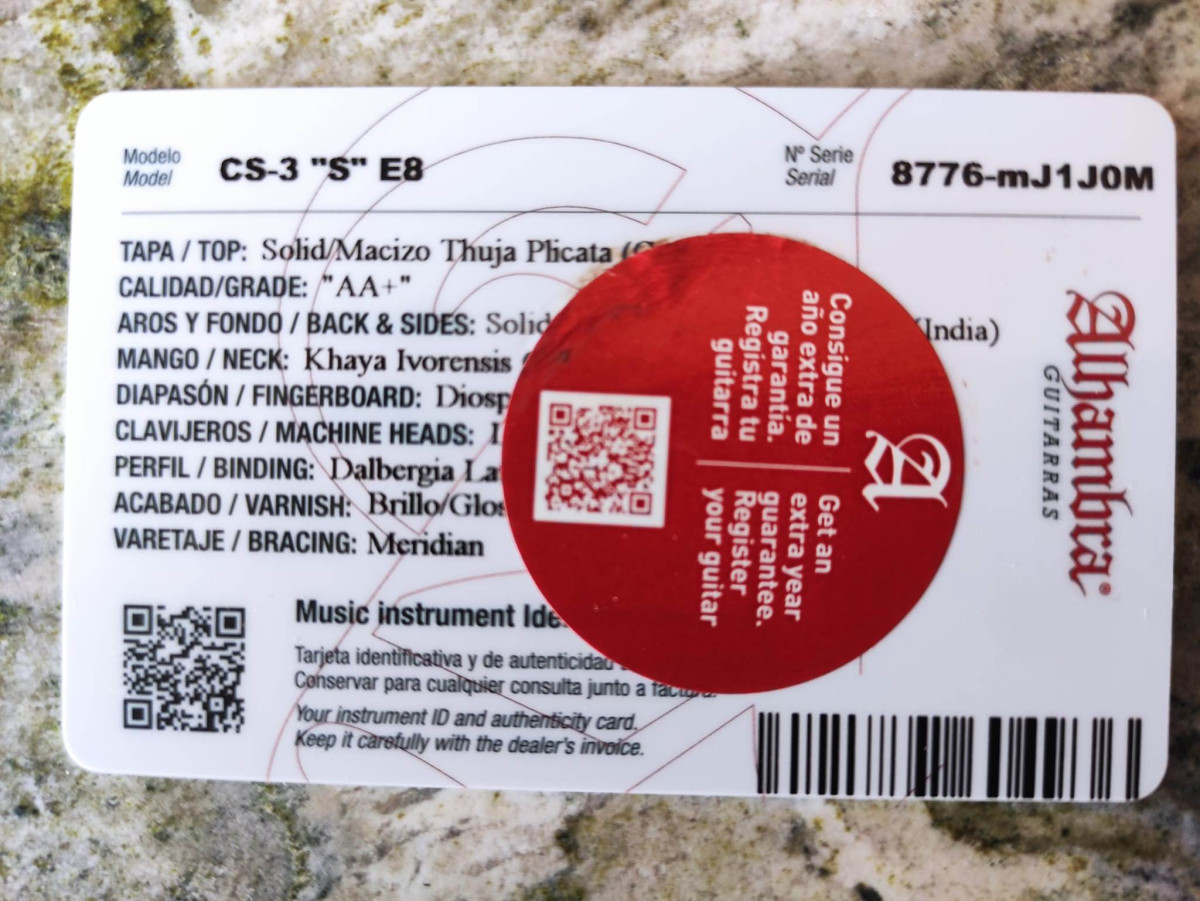 Modelo
Model
CS-3 "S" E8
Nº Serie
Serial
8776-mJ1J0M
TAPA / TOP: Solid/Macizo Thuja Plicata
CALIDAD/GRADE: "AA+"
AROS Y FONDO / BACK & SIDES: Solid (India)
MANGO / NECK: Khaya Ivorensis
DIAPASÓN / FINGERBOARD:
CLAVIJEROS / MACHINE HEADS:
PERFIL / BINDING: Dalbergia
ACABADO / VARNISH: Brillo/Glos
VARETAJE / BRACING: Meridian
Music instrument
Tarjeta identificativa y de autenticidad
Conservar para cualquier consulta junto a factura.
Your instrument ID and authenticity card.
Keep it carefully with the dealer's invoice.
Alhambra
GUITARRAS
A
Consigue un
año extra de
garantía.
Registra tu
guitarra
Get an
extra year
guarantee.
Register
your guitar